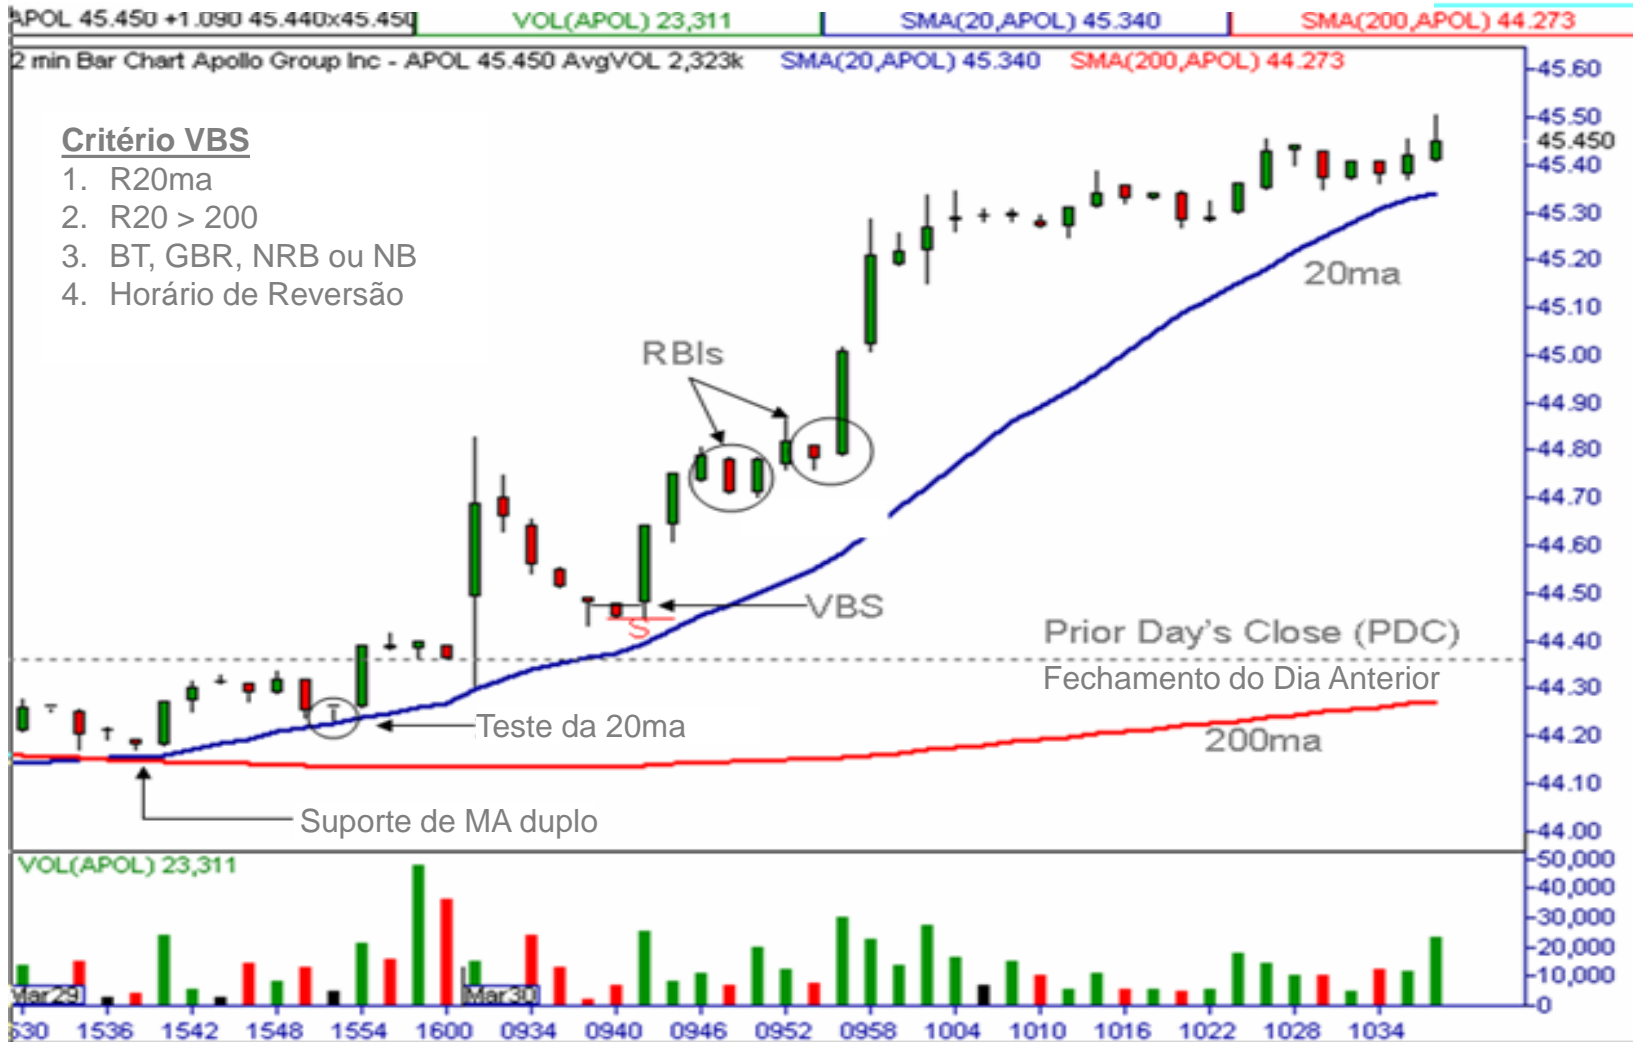 APOL 45.450 +1.090 45.440x45.450
VOL(APOL) 23,311
SMA(20,APOL) 45.340
SMA(200,APOL) 44.273
2 min Bar Chart Apollo Group Inc - APOL 45.450 AvgVOL 2,323k
SMA(20,APOL) 45.340
SMA(200,APOL) 44.273
Critério VBS
1. R20ma
2. R20 > 200
3. BT, GBR, NRB ou NB
4. Horário de Reversão
RBIs
20ma
VBS
S
Prior Day's Close (PDC)
Fechamento do Dia Anterior
Teste da 20ma
200ma
Suporte de MA duplo
45.60
45.50
45.450
45.40
45.30
45.20
45.10
45.00
44.90
44.80
44.70
44.60
44.50
44.40
44.30
44.20
44.10
44.00
VOL(APOL) 23,311
50,000
40,000
30,000
20,000
10,000
0
Mar29
Mar30
1530 1536 1542 1548 1554 1600 0934 0940 0946 0952 0958 1004 1010 1016 1022 1028 1034